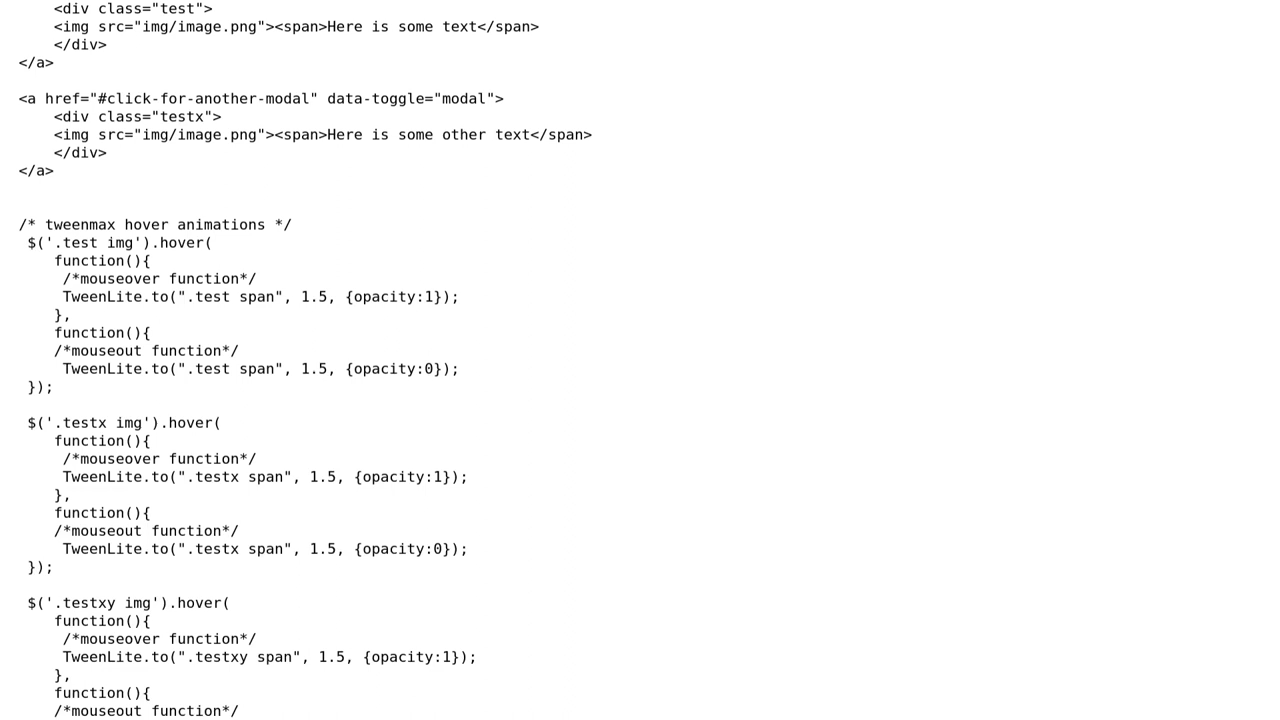 <div class="test">
    <img src="img/image.png"><span>Here is some text</span>
    </div>
</a>

<a href="#click-for-another-modal" data-toggle="modal">
    <div class="testx">
    <img src="img/image.png"><span>Here is some other text</span>
    </div>
</a>


/* tweenmax hover animations */
 $('.test img').hover(
    function(){
     /*mouseover function*/
     TweenLite.to(".test span", 1.5, {opacity:1});
    },
    function(){
    /*mouseout function*/
     TweenLite.to(".test span", 1.5, {opacity:0});
 });

 $('.testx img').hover(
    function(){
     /*mouseover function*/
     TweenLite.to(".testx span", 1.5, {opacity:1});
    },
    function(){
    /*mouseout function*/
     TweenLite.to(".testx span", 1.5, {opacity:0});
 });

 $('.testxy img').hover(
    function(){
     /*mouseover function*/
     TweenLite.to(".testxy span", 1.5, {opacity:1});
    },
    function(){
    /*mouseout function*/